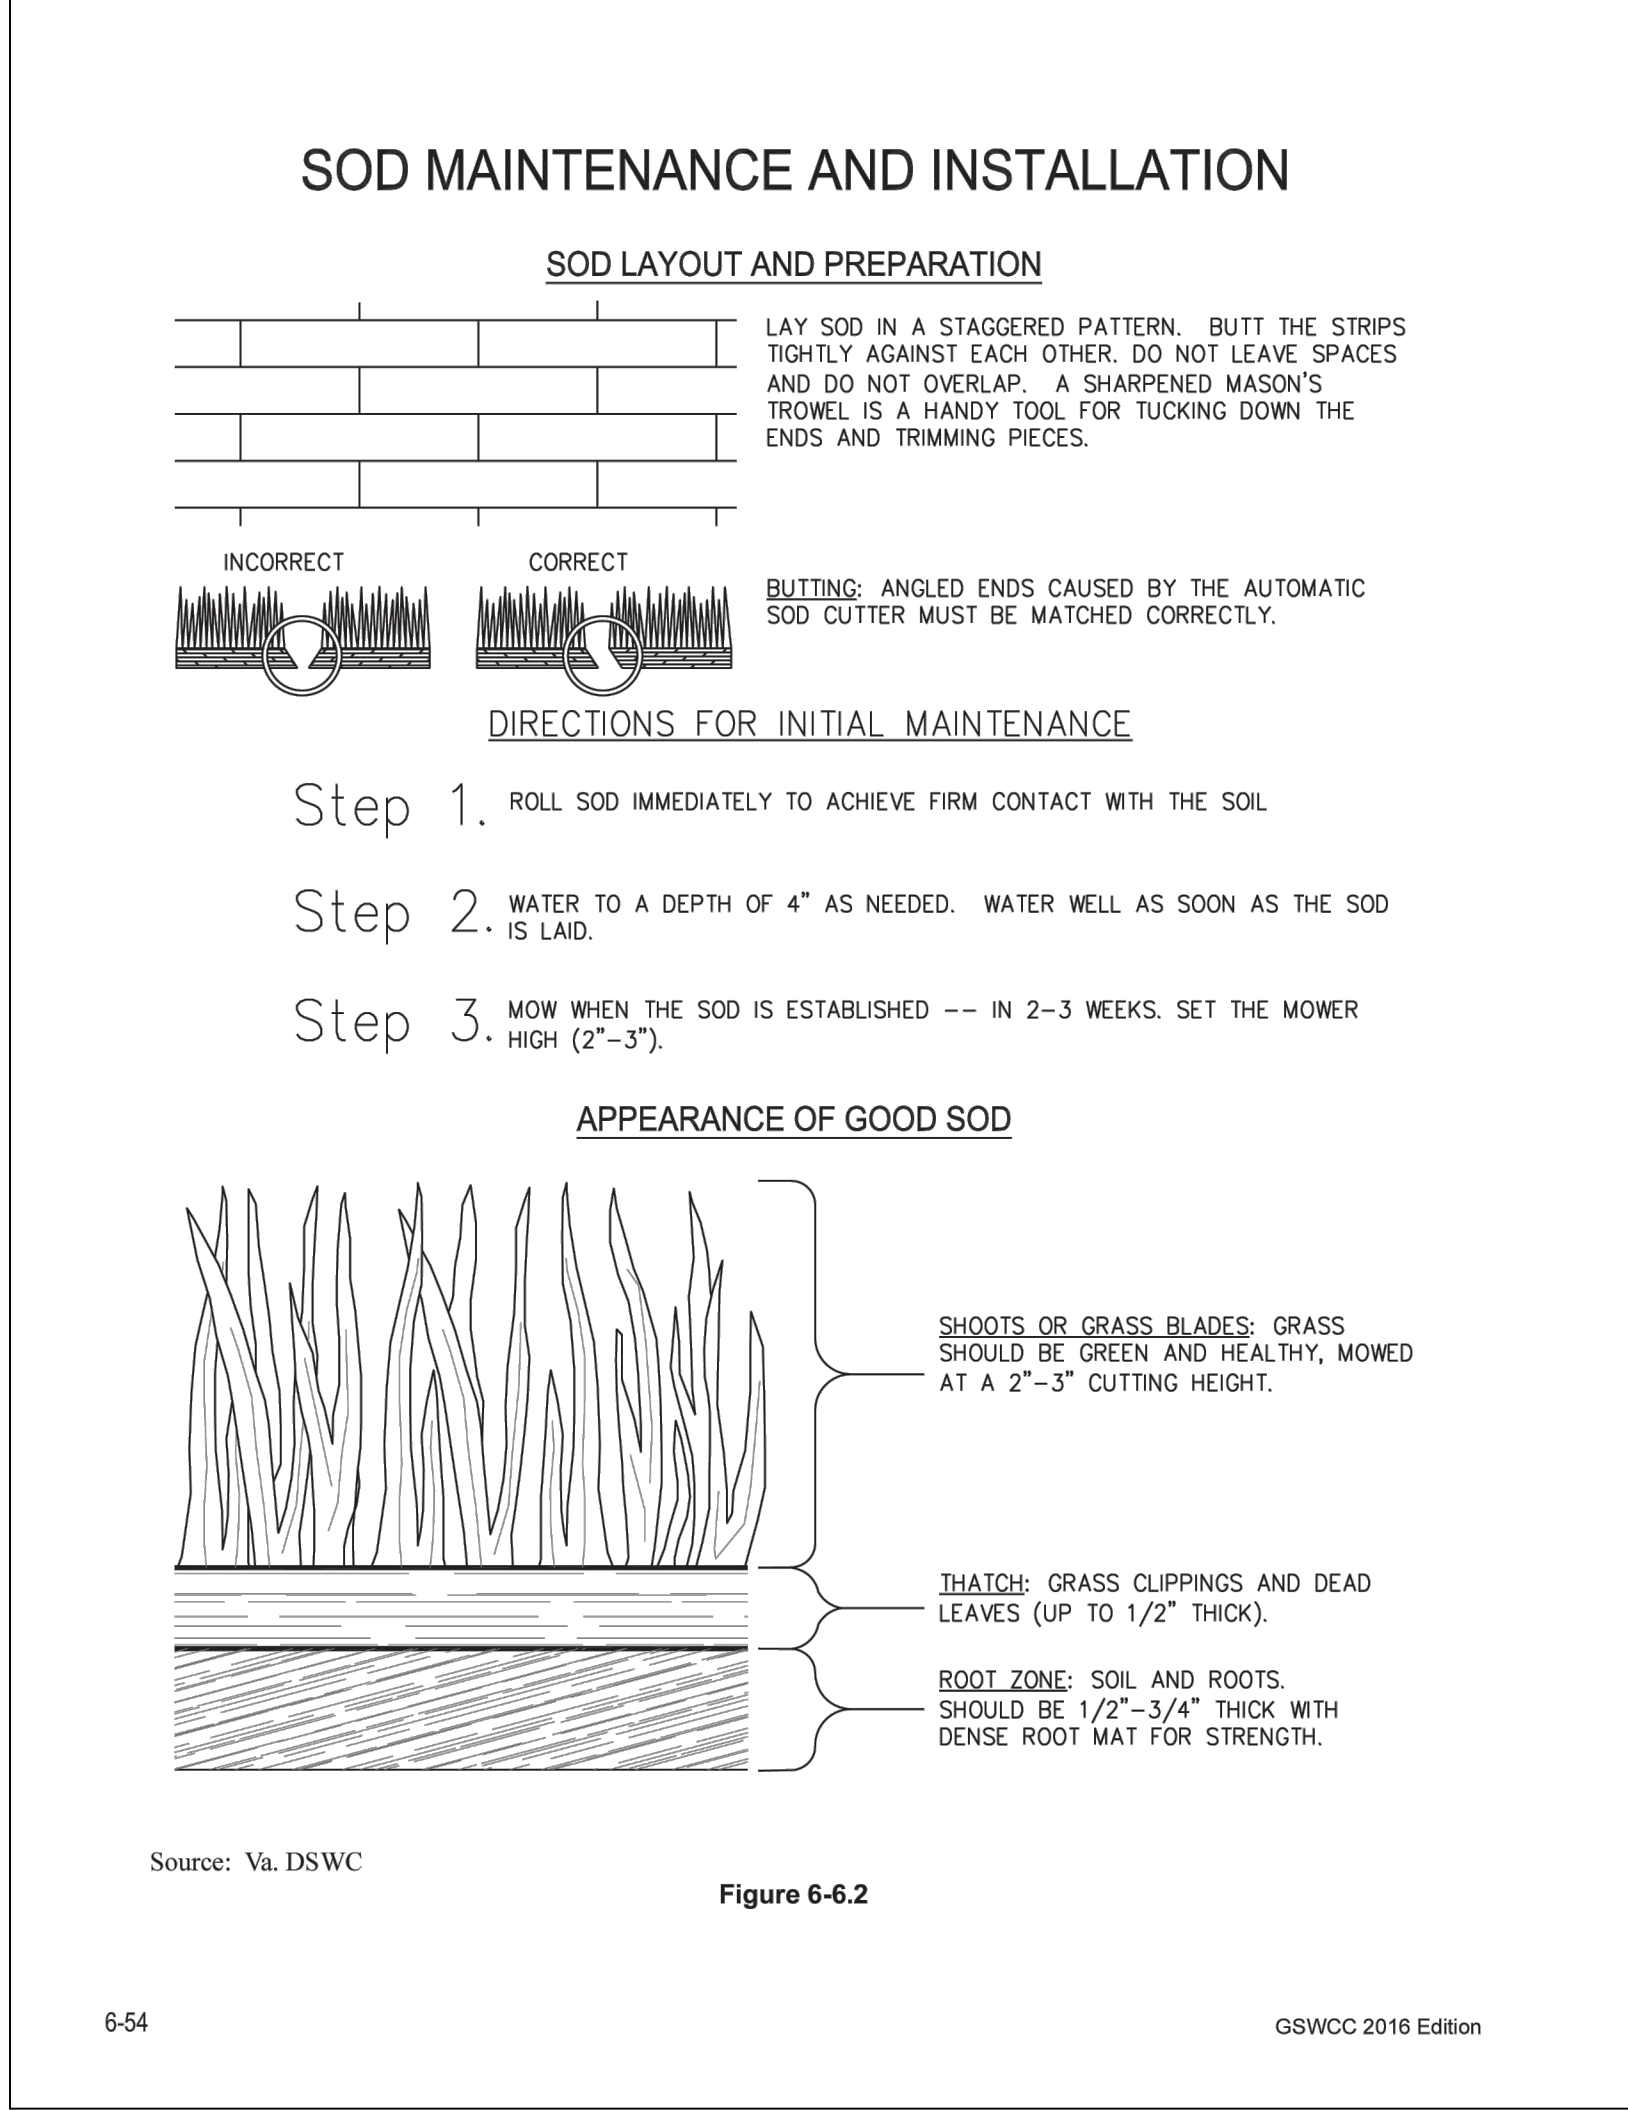 SOD MAINTENANCE AND INSTALLATION
SOD LAYOUT AND PREPARATION
LAY SOD IN A STAGGERED PATTERN. BUTT THE STRIPS
TIGHTLY AGAINST EACH OTHER. DO NOT LEAVE SPACES
AND DO NOT OVERLAP. A SHARPENED MASON'S
TROWEL IS A HANDY TOOL FOR TUCKING DOWN THE
ENDS AND TRIMMING PIECES.
INCORRECT
CORRECT
BUTTING: ANGLED ENDS CAUSED BY THE AUTOMATIC
SOD CUTTER MUST BE MATCHED CORRECTLY.
DIRECTIONS FOR INITIAL MAINTENANCE
Step 1. ROLL SOD IMMEDIATELY TO ACHIEVE FIRM CONTACT WITH THE SOIL
Step 2. WATER TO A DEPTH OF 4" AS NEEDED. WATER WELL AS SOON AS THE SOD
IS LAID.
Step 3. MOW WHEN THE SOD IS ESTABLISHED -- IN 2-3 WEEKS. SET THE MOWER
HIGH (2"-3").
APPEARANCE OF GOOD SOD
SHOOTS OR GRASS BLADES: GRASS
SHOULD BE GREEN AND HEALTHY, MOWED
AT A 2"-3" CUTTING HEIGHT.
THATCH: GRASS CLIPPINGS AND DEAD
LEAVES (UP TO 1/2" THICK).
ROOT ZONE: SOIL AND ROOTS.
SHOULD BE 1/2"-3/4" THICK WITH
DENSE ROOT MAT FOR STRENGTH.
Source: Va. DSWC
Figure 6-6.2
6-54
GSWCC 2016 Edition